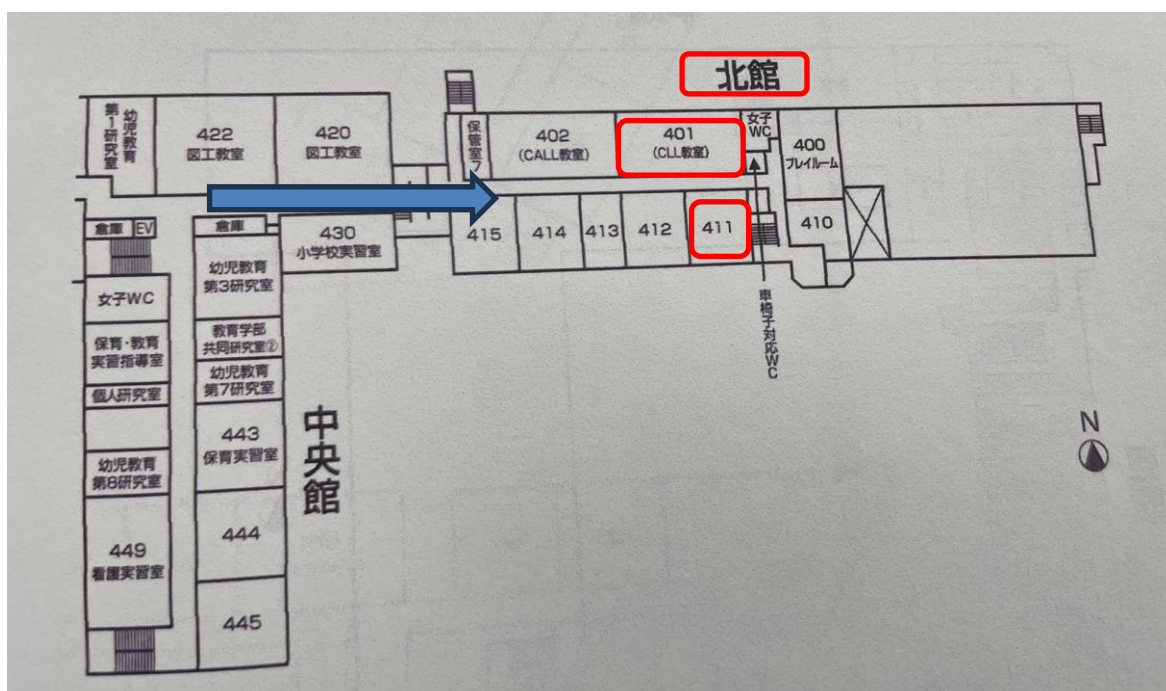 北館
幼児教育
第1研究室
422
図工教室
420
図工教室
保管室7
402
(CALL教室)
401
(CLL教室)
女子
WC
400
プレイルーム
倉庫
EV
倉庫
430
小学校実習室
415
414
413
412
411
410
女子WC
幼児教育
第3研究室
車椅子対応WC
保育・教育
実習指導室
教育学部
共同研究室②
個人研究室
幼児教育
第7研究室
中央館
443
保育実習室
N
幼児教育
第8研究室
444
449
看護実習室
445